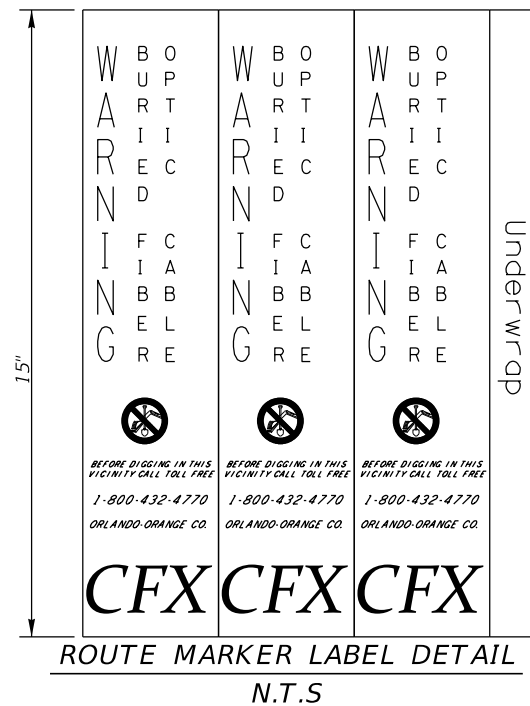 WARNING
BURIED FIBER
OPTIC CABLE
BEFORE DIGGING IN THIS
VICINITY CALL TOLL FREE
1-800-432-4770
ORLANDO-ORANGE CO.
CFX
WARNING
BURIED FIBER
OPTIC CABLE
BEFORE DIGGING IN THIS
VICINITY CALL TOLL FREE
1-800-432-4770
ORLANDO-ORANGE CO.
CFX
WARNING
BURIED FIBER
OPTIC CABLE
BEFORE DIGGING IN THIS
VICINITY CALL TOLL FREE
1-800-432-4770
ORLANDO-ORANGE CO.
CFX
Underwrap
15"
ROUTE MARKER LABEL DETAIL
N.T.S